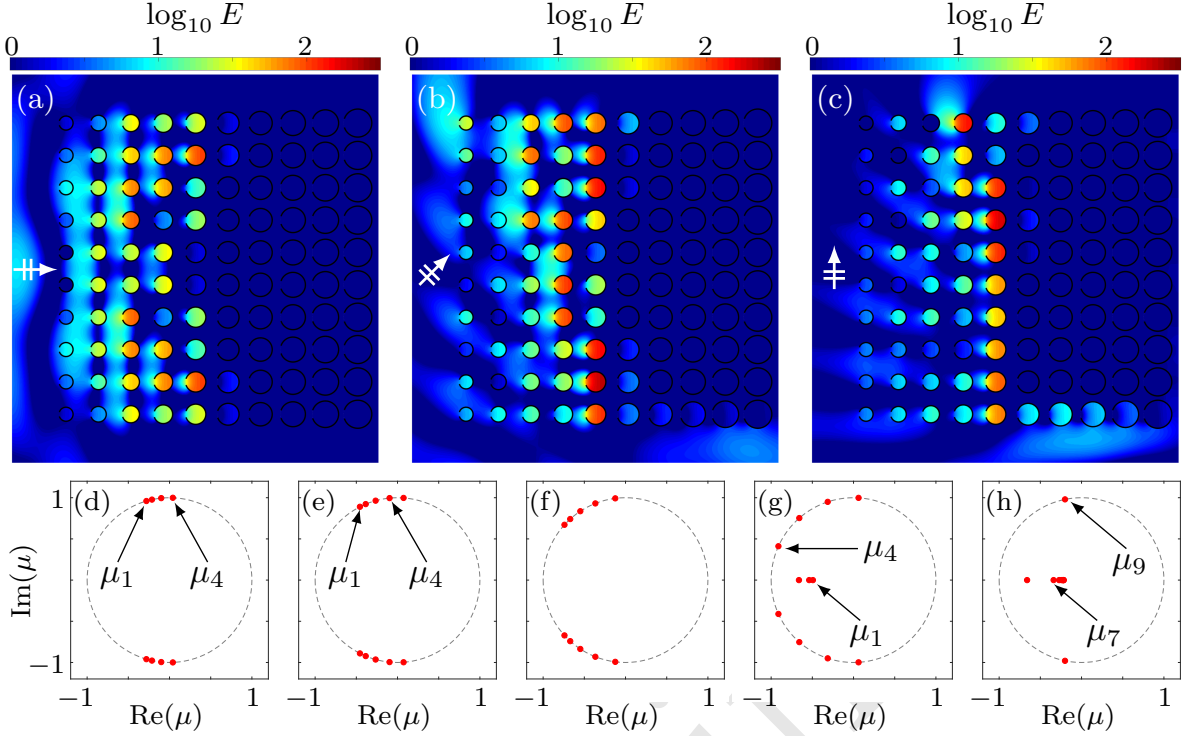 log₁₀ E log₁₀ E log₁₀ E
0 1 2 0 1 2 0 1 2
(a) (b) (c)
(d) (e) (f) (g) (h)
1
Im(μ)
−1
μ₁ μ₄ μ₁ μ₄ μ₄ μ₁ μ₉ μ₇
−1 1 −1 1 −1 1 −1 1 −1 1
Re(μ) Re(μ) Re(μ) Re(μ) Re(μ)